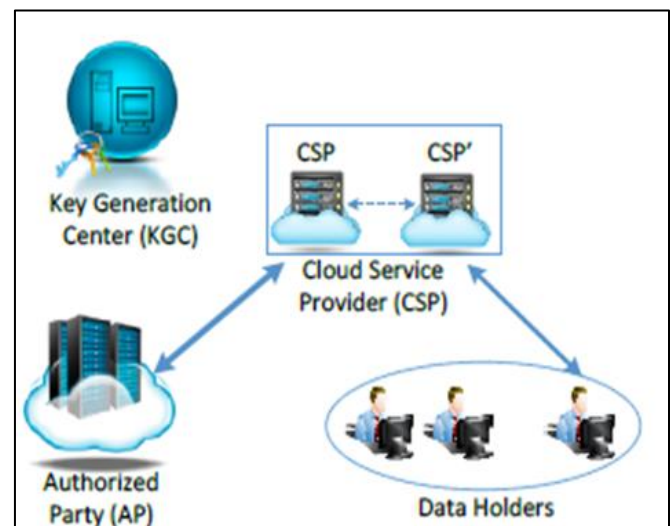 CSP
CSP'
Key Generation
Center (KGC)
Cloud Service
Provider (CSP)
Authorized
Party (AP)
Data Holders